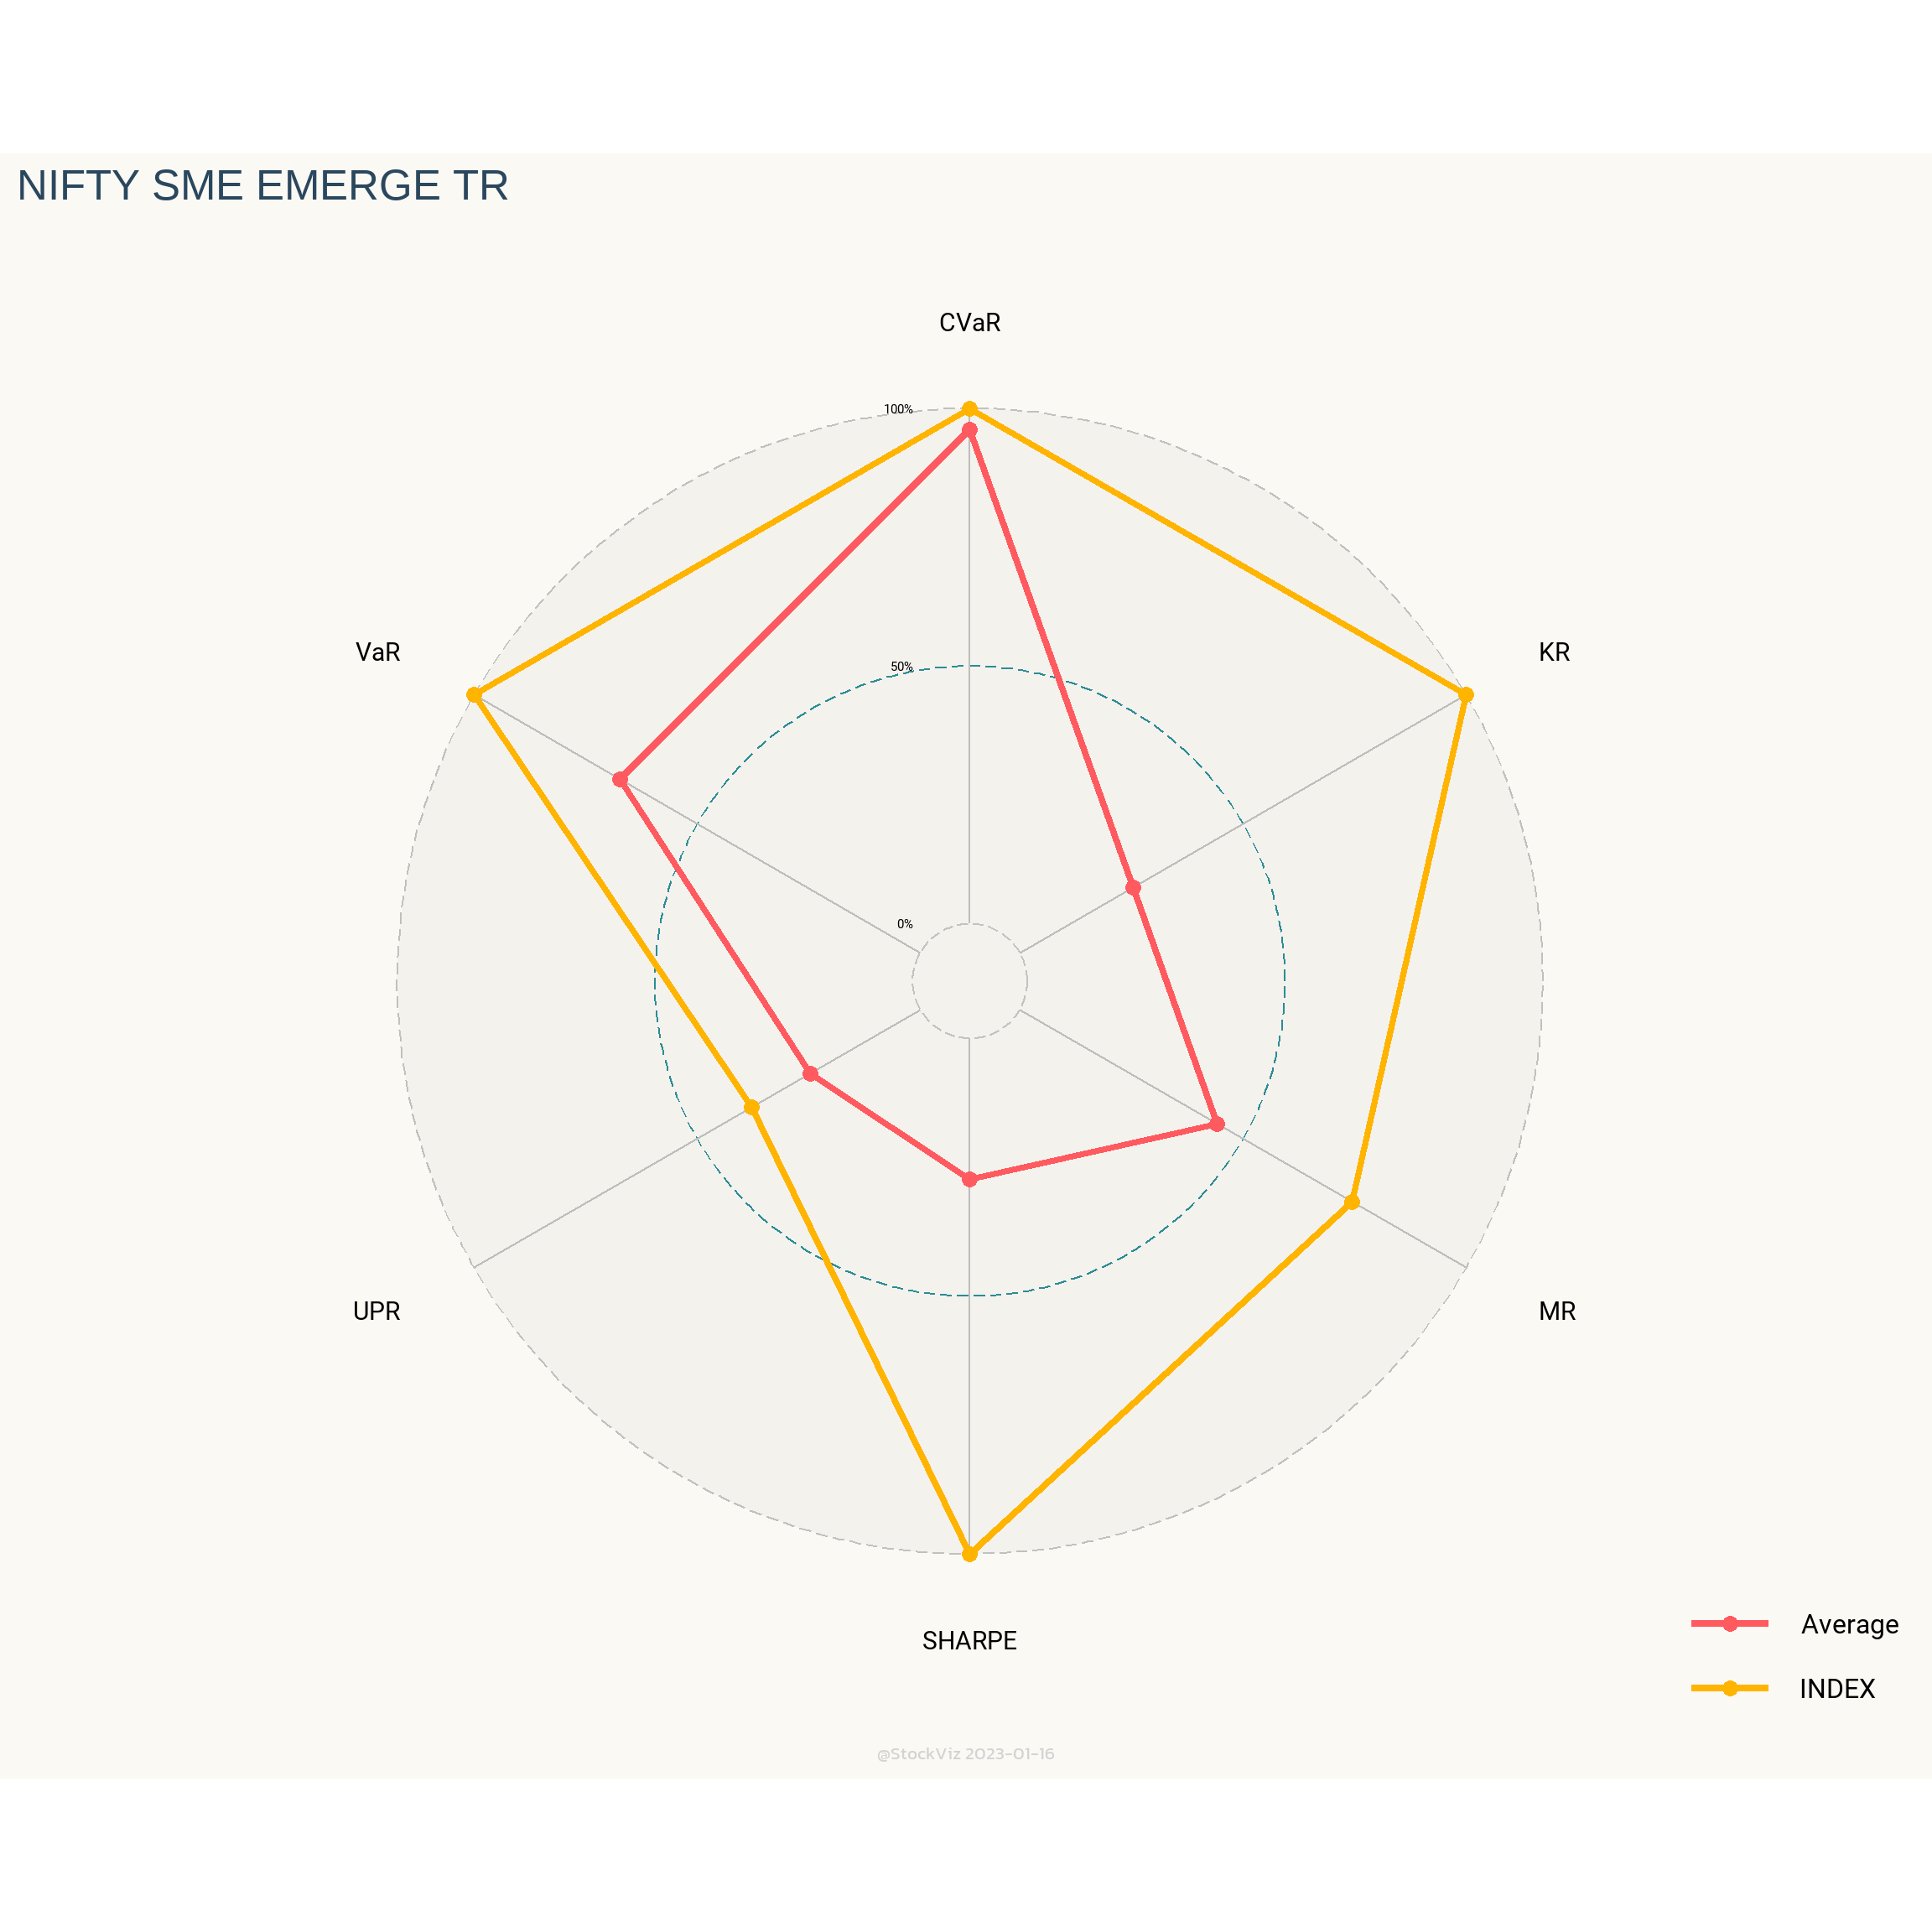 NIFTY SME EMERGE TR
CVaR
100%
VaR
KR
50%
0%
UPR
MR
SHARPE
Average
INDEX
@StockViz 2023-01-16